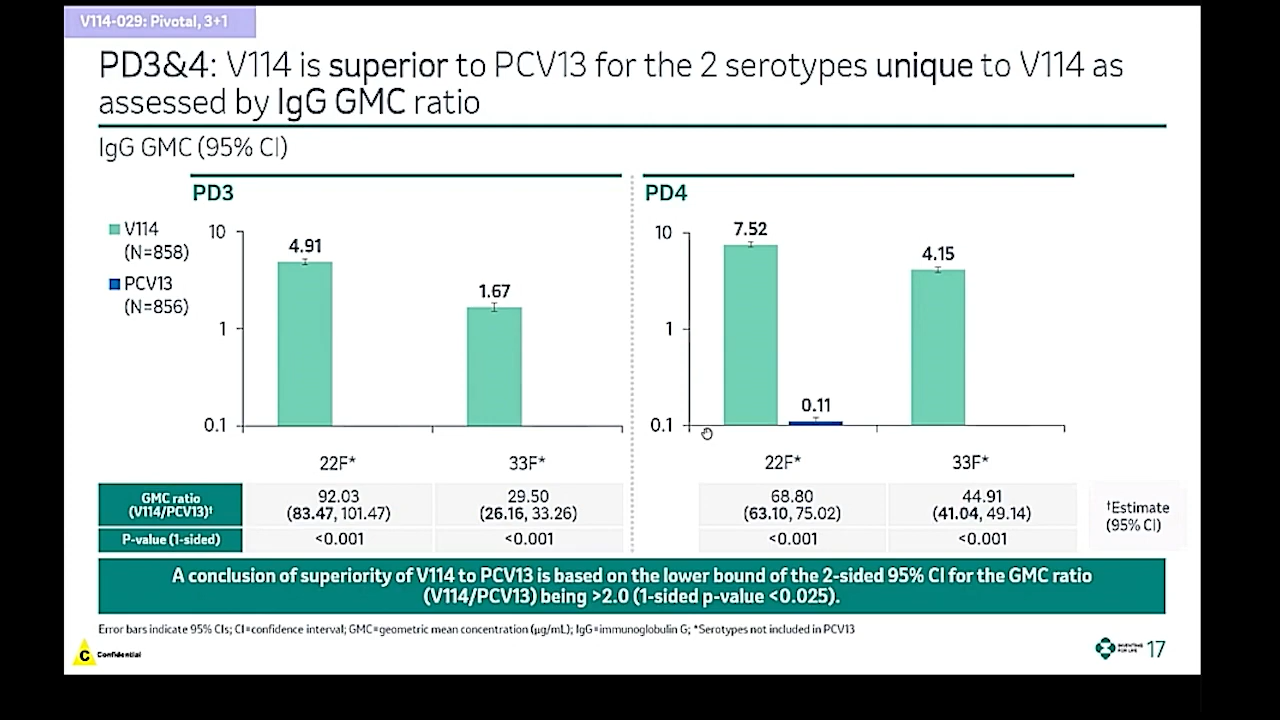 V114-029: Pivotal, 3+1
PD3&4: V114 is superior to PCV13 for the 2 serotypes unique to V114 as
assessed by IgG GMC ratio
IgG GMC (95% CI)
PD3
V114
(N=858)
PCV13
(N=856)
10
1
0.1
4.91
1.67
22F*
33F*
PD4
10
1
0.1
7.52
0.11
4.15
22F*
33F*
GMC ratio
(V114/PCV13)†
92.03
(83.47, 101.47)
29.50
(26.16, 33.26)
68.80
(63.10, 75.02)
44.91
(41.04, 49.14)
P-value (1-sided)
<0.001
<0.001
<0.001
<0.001
†Estimate
(95% CI)
A conclusion of superiority of V114 to PCV13 is based on the lower bound of the 2-sided 95% CI for the GMC ratio
(V114/PCV13) being >2.0 (1-sided p-value <0.025).
Error bars indicate 95% CIs; CI=confidence interval; GMC=geometric mean concentration (μg/mL); IgG=immunoglobulin G; *Serotypes not included in PCV13
C Confidential
INVENTING
FOR LIFE
17